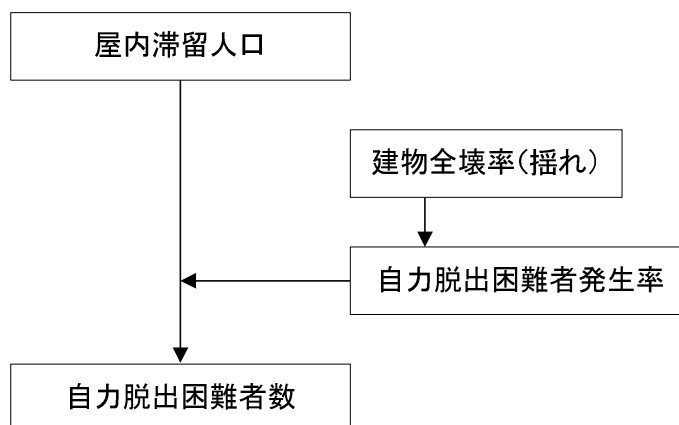 屋内滞留人口
建物全壊率(揺れ)
自力脱出困難者発生率
自力脱出困難者数